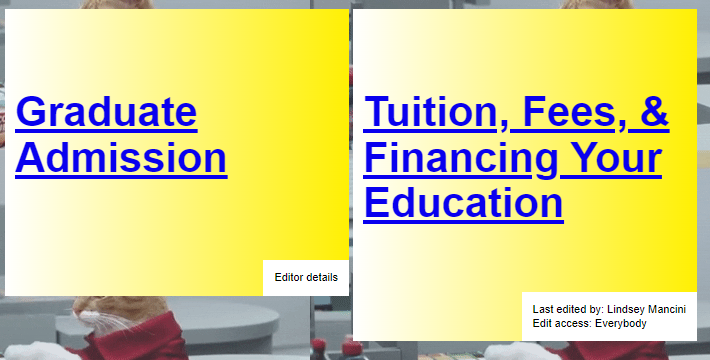 Graduate
Admission
Editor details
Tuition, Fees, &
Financing Your
Education
Last edited by: Lindsey Mancini
Edit access: Everybody